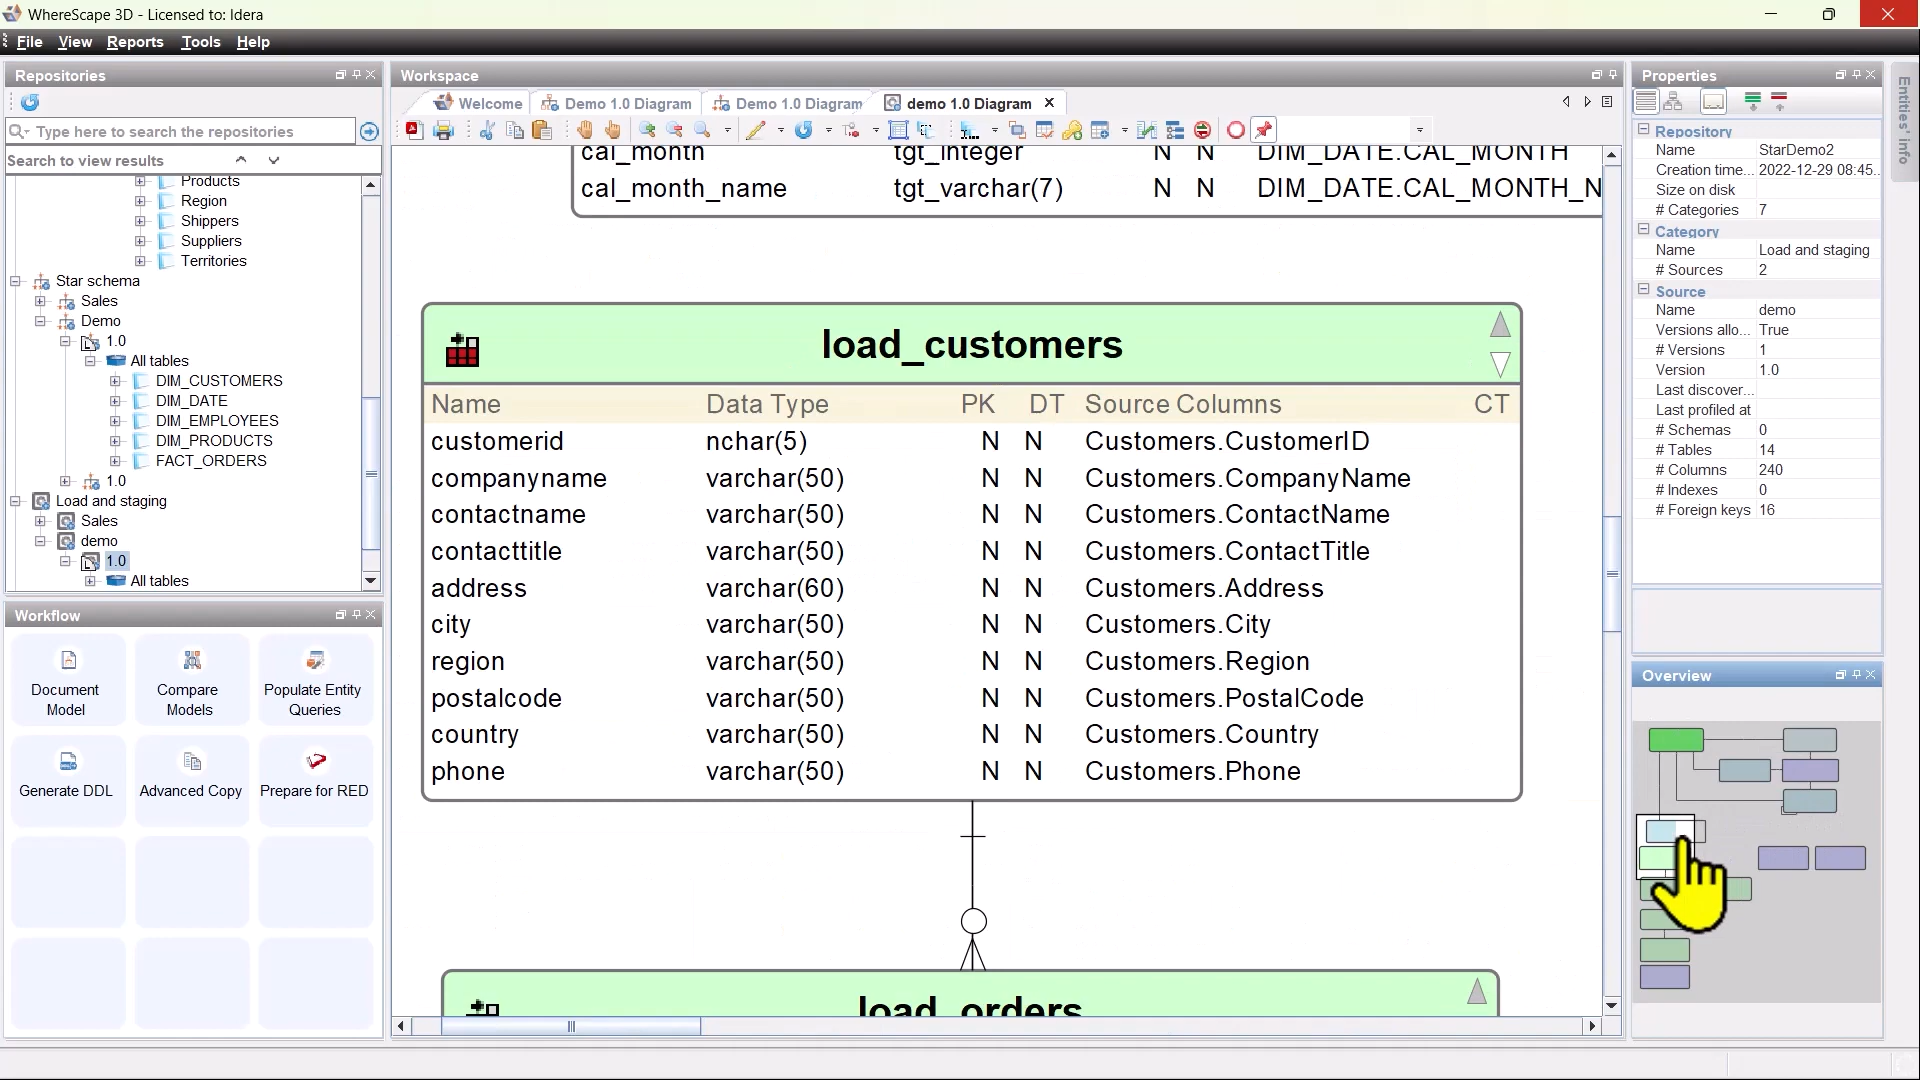 WhereScape 3D - Licensed to: Idera
File View Reports Tools Help
Repositories
Type here to search the repositories
Search to view results
Products
Region
Shippers
Suppliers
Territories
Star schema
Sales
Demo
1.0
All tables
DIM_CUSTOMERS
DIM_DATE
DIM_EMPLOYEES
DIM_PRODUCTS
FACT_ORDERS
1.0
Load and staging
Sales
demo
1.0
All tables
Workflow
Document Model
Compare Models
Populate Entity Queries
Generate DDL
Advanced Copy
Prepare for RED
Workspace
Welcome Demo 1.0 Diagram Demo 1.0 Diagram demo 1.0 Diagram
cal_month tgt_integer N N DIM_DATE.CAL_MONTH
cal_month_name tgt_varchar(7) N N DIM_DATE.CAL_MONTH_N
load_customers
Name Data Type PK DT Source Columns CT
customerid nchar(5) N N Customers.CustomerID
companyname varchar(50) N N Customers.CompanyName
contactname varchar(50) N N Customers.ContactName
contacttitle varchar(50) N N Customers.ContactTitle
address varchar(60) N N Customers.Address
city varchar(50) N N Customers.City
region varchar(50) N N Customers.Region
postalcode varchar(50) N N Customers.PostalCode
country varchar(50) N N Customers.Country
phone varchar(50) N N Customers.Phone
load_orders
Properties
Repository
Name StarDemo2
Creation time... 2022-12-29 08:45...
Size on disk
# Categories 7
Category
Name Load and staging
# Sources 2
Source
Name demo
Versions allo... True
# Versions 1
Version 1.0
Last discover...
Last profiled at
# Schemas 0
# Tables 14
# Columns 240
# Indexes 0
# Foreign keys 16
Overview
Entities' info